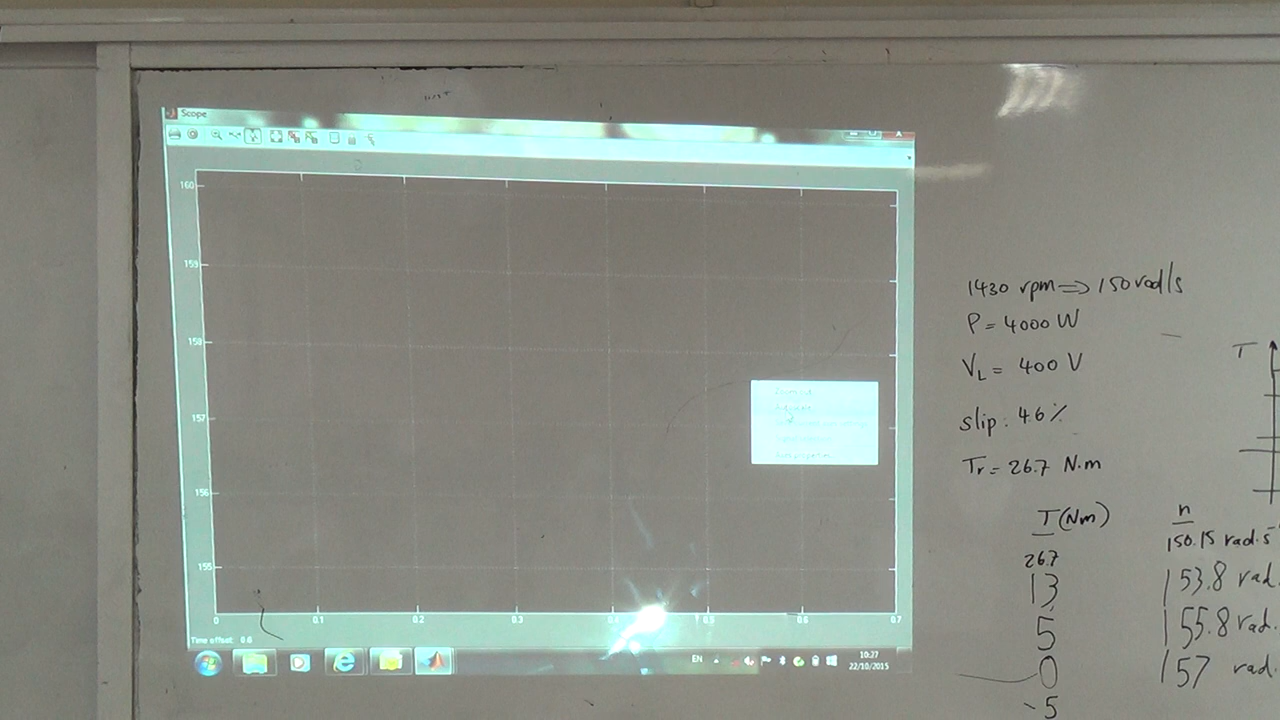 Scope
160
159
158
157
156
155
0 0.1 0.2 0.3 0.5 0.6 0.7
Time offset: 0.6
EN
10:27
22/10/2015
1430 rpm ⇒ 150 rad/s
P = 4000 W
VL = 400 V
slip : 4.6 %
Tr = 26.7 N.m
T
T(Nm) n
26.7 150.15 rad.s⁻
13 153.8 rad.
5 155.8 rad.
0 157 rad.
-5